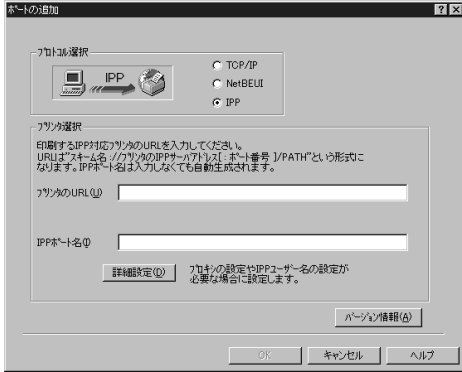 ポートの追加
プロトコル選択
IPP
TCP/IP
NetBEUI
IPP
プリンタ選択
印刷するIPP対応プリンタのURLを入力してください。
URLは"スキーム名://プリンタのIPPサーバアドレス[:ポート番号]/PATH"という形式に
なります。IPPポート名は入力しなくても自動生成されます。
プリンタのURL(U)
IPPポート名(I)
詳細設定(D)
プロキシの設定やIPPユーザー名の設定が
必要な場合に設定します。
バージョン情報(A)
OK
キャンセル
ヘルプ